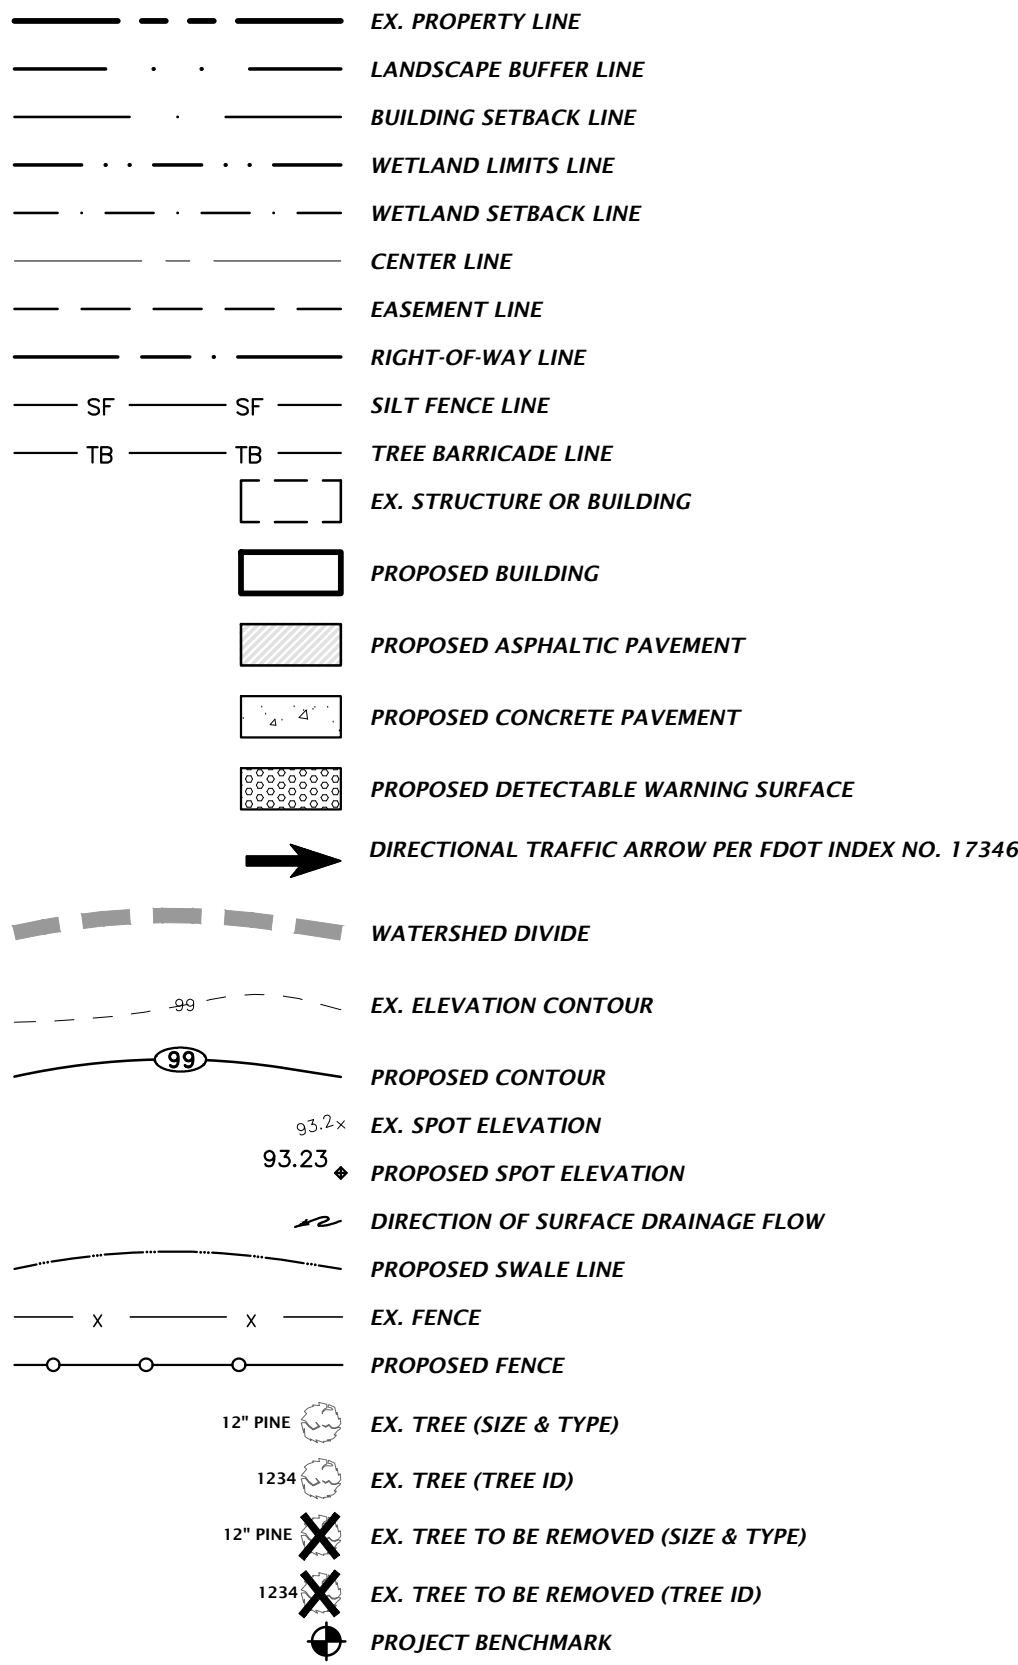 EX. PROPERTY LINE
LANDSCAPE BUFFER LINE
BUILDING SETBACK LINE
WETLAND LIMITS LINE
WETLAND SETBACK LINE
CENTER LINE
EASEMENT LINE
RIGHT-OF-WAY LINE
SF SF SILT FENCE LINE
TB TB TREE BARRICADE LINE
EX. STRUCTURE OR BUILDING
PROPOSED BUILDING
PROPOSED ASPHALTIC PAVEMENT
PROPOSED CONCRETE PAVEMENT
PROPOSED DETECTABLE WARNING SURFACE
DIRECTIONAL TRAFFIC ARROW PER FDOT INDEX NO. 17346
WATERSHED DIVIDE
99 EX. ELEVATION CONTOUR
99 PROPOSED CONTOUR
93.2x EX. SPOT ELEVATION
93.23 PROPOSED SPOT ELEVATION
DIRECTION OF SURFACE DRAINAGE FLOW
PROPOSED SWALE LINE
X X EX. FENCE
PROPOSED FENCE
12" PINE EX. TREE (SIZE & TYPE)
1234 EX. TREE (TREE ID)
12" PINE EX. TREE TO BE REMOVED (SIZE & TYPE)
1234 EX. TREE TO BE REMOVED (TREE ID)
PROJECT BENCHMARK